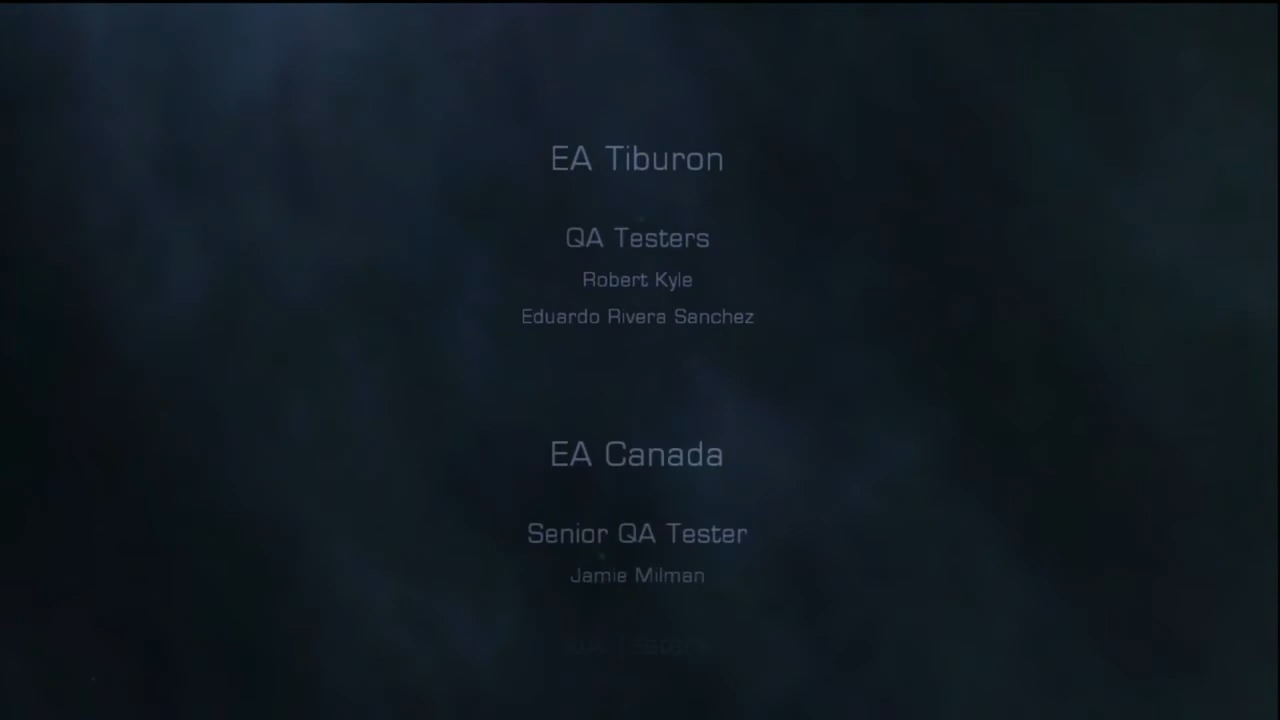 EA Tiburon
QA Testers
Robert Kyle
Eduardo Rivera Sanchez
EA Canada
Senior QA Tester
Jamie Milman